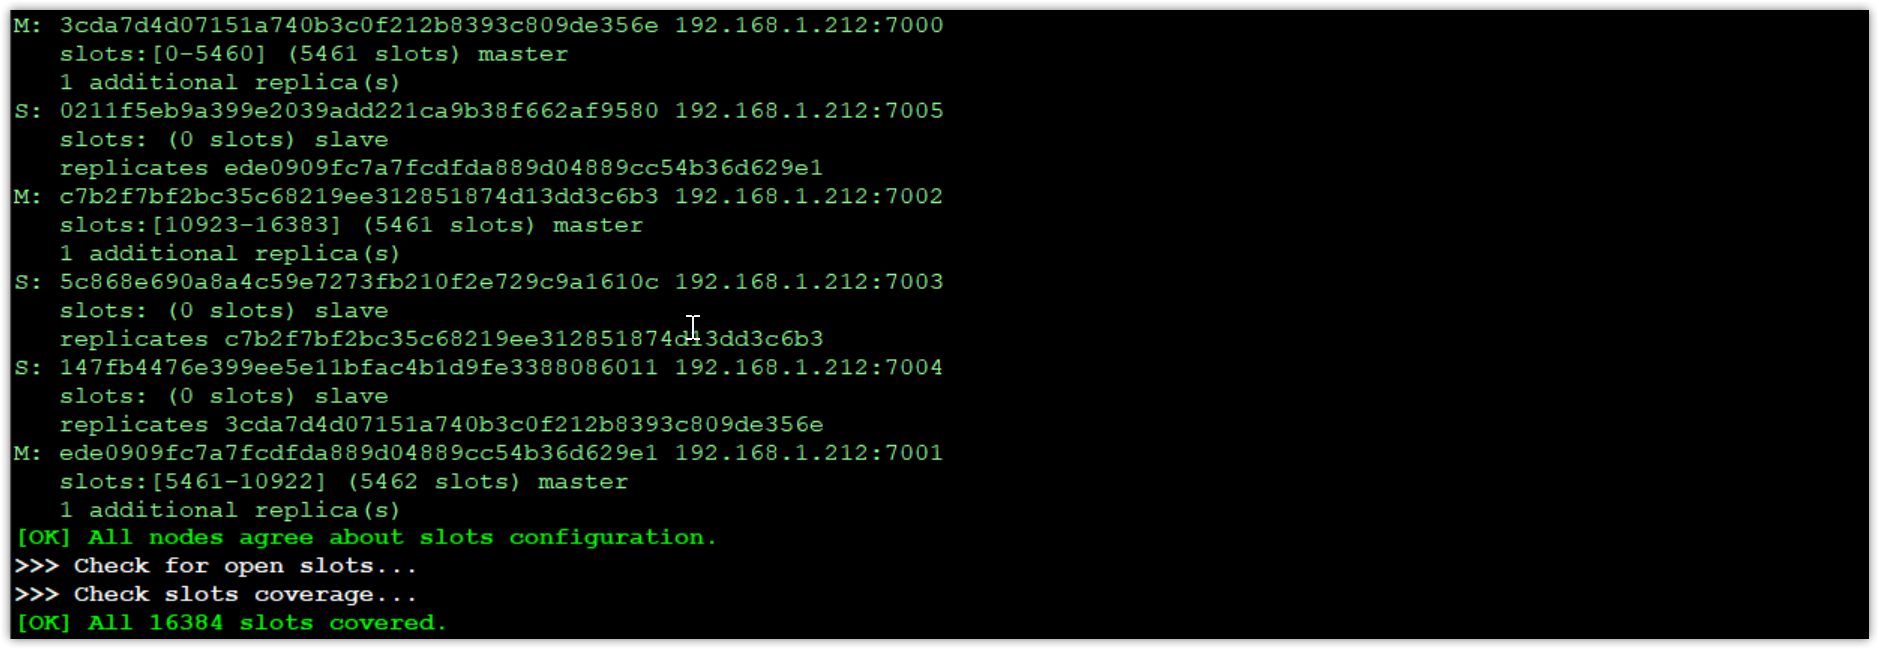 M: 3cda7d4d07151a740b3c0f212b8393c809de356e 192.168.1.212:7000
slots:[0-5460] (5461 slots) master
1 additional replica(s)
S: 0211f5eb9a399e2039add221ca9b38f662af9580 192.168.1.212:7005
slots: (0 slots) slave
replicates ede0909fc7a7fcdfda889d04889cc54b36d629e1
M: c7b2f7bf2bc35c68219ee312851874d13dd3c6b3 192.168.1.212:7002
slots:[10923-16383] (5461 slots) master
1 additional replica(s)
S: 5c868e690a8a4c59e7273fb210f2e729c9a1610c 192.168.1.212:7003
slots: (0 slots) slave
replicates c7b2f7bf2bc35c68219ee312851874d13dd3c6b3
S: 147fb4476e399ee5e11bfac4b1d9fe3388086011 192.168.1.212:7004
slots: (0 slots) slave
replicates 3cda7d4d07151a740b3c0f212b8393c809de356e
M: ede0909fc7a7fcdfda889d04889cc54b36d629e1 192.168.1.212:7001
slots:[5461-10922] (5462 slots) master
1 additional replica(s)
[OK] All nodes agree about slots configuration.
>>> Check for open slots...
>>> Check slots coverage...
[OK] All 16384 slots covered.